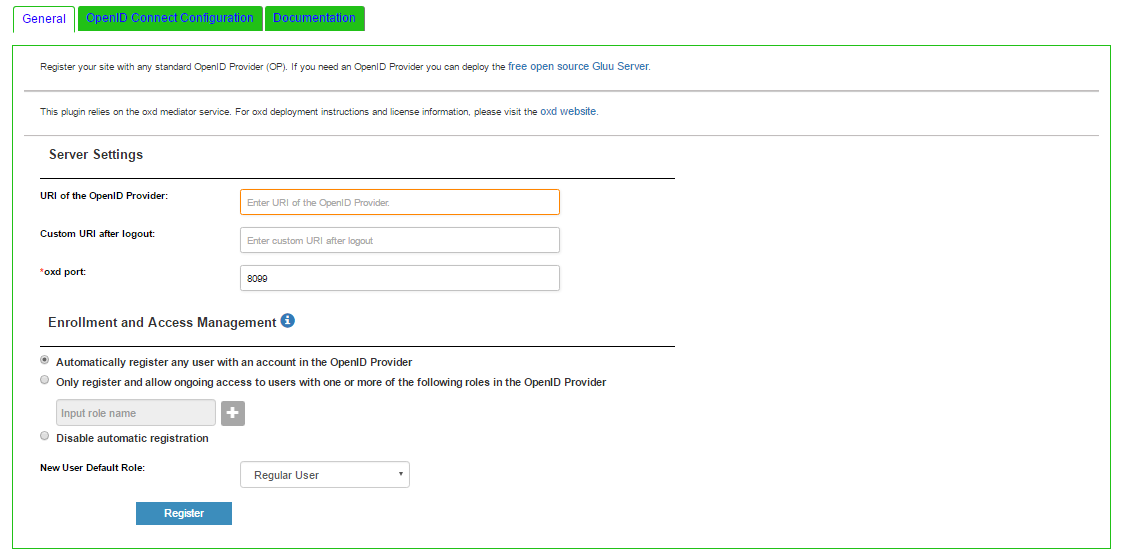 General OpenID Connect Configuration Documentation
Register your site with any standard OpenID Provider (OP). If you need an OpenID Provider you can deploy the free open source Gluu Server.
This plugin relies on the oxd mediator service. For oxd deployment instructions and license information, please visit the oxd website.
Server Settings
URI of the OpenID Provider: Enter URI of the OpenID Provider.
Custom URI after logout: Enter custom URI after logout
*oxd port: 8099
Enrollment and Access Management
Automatically register any user with an account in the OpenID Provider
Only register and allow ongoing access to users with one or more of the following roles in the OpenID Provider
Input role name
Disable automatic registration
New User Default Role: Regular User
Register